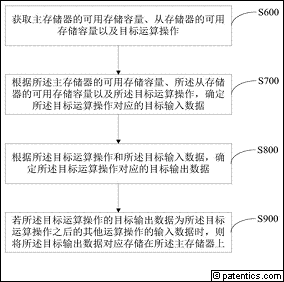 获取主存储器的可用存储容量、从存储器的可用
存储容量以及目标运算操作
S600
根据所述主存储器的可用存储容量、所述从存储
器的可用存储容量以及所述目标运算操作，确定
所述目标运算操作对应的目标输入数据
S700
根据所述目标运算操作和所述目标输入数据，确
定所述目标运算操作对应的目标输出数据
S800
若所述目标运算操作的目标输出数据为所述目标
运算操作之后的其他运算操作的输入数据时，则
将所述目标输出数据对应存储在所述主存储器上
S900
© patentics.com